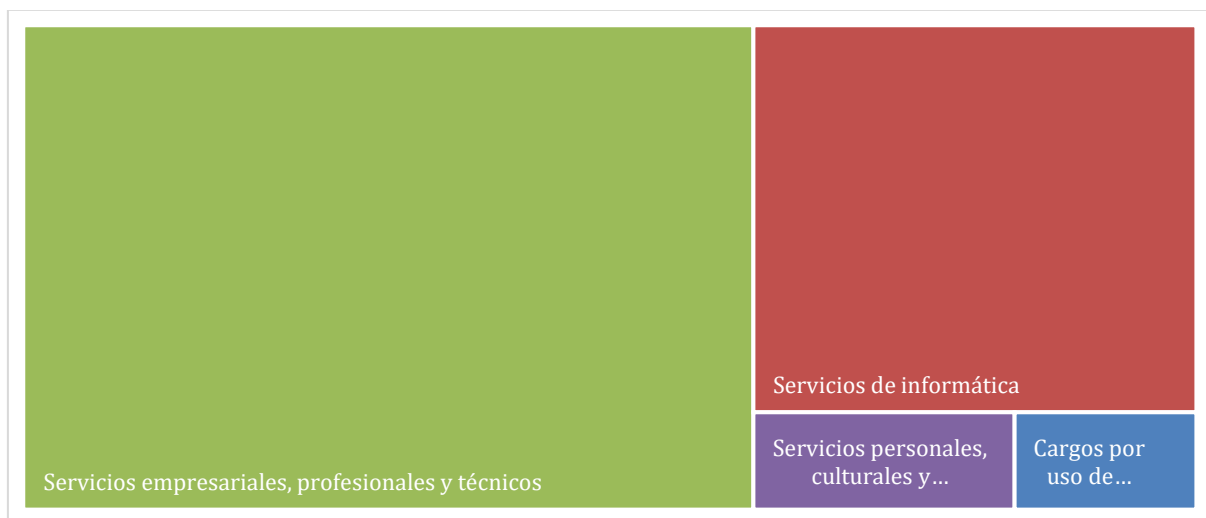 Servicios empresariales, profesionales y técnicos
Servicios de informática
Servicios personales,
culturales y...
Cargos por
uso de...